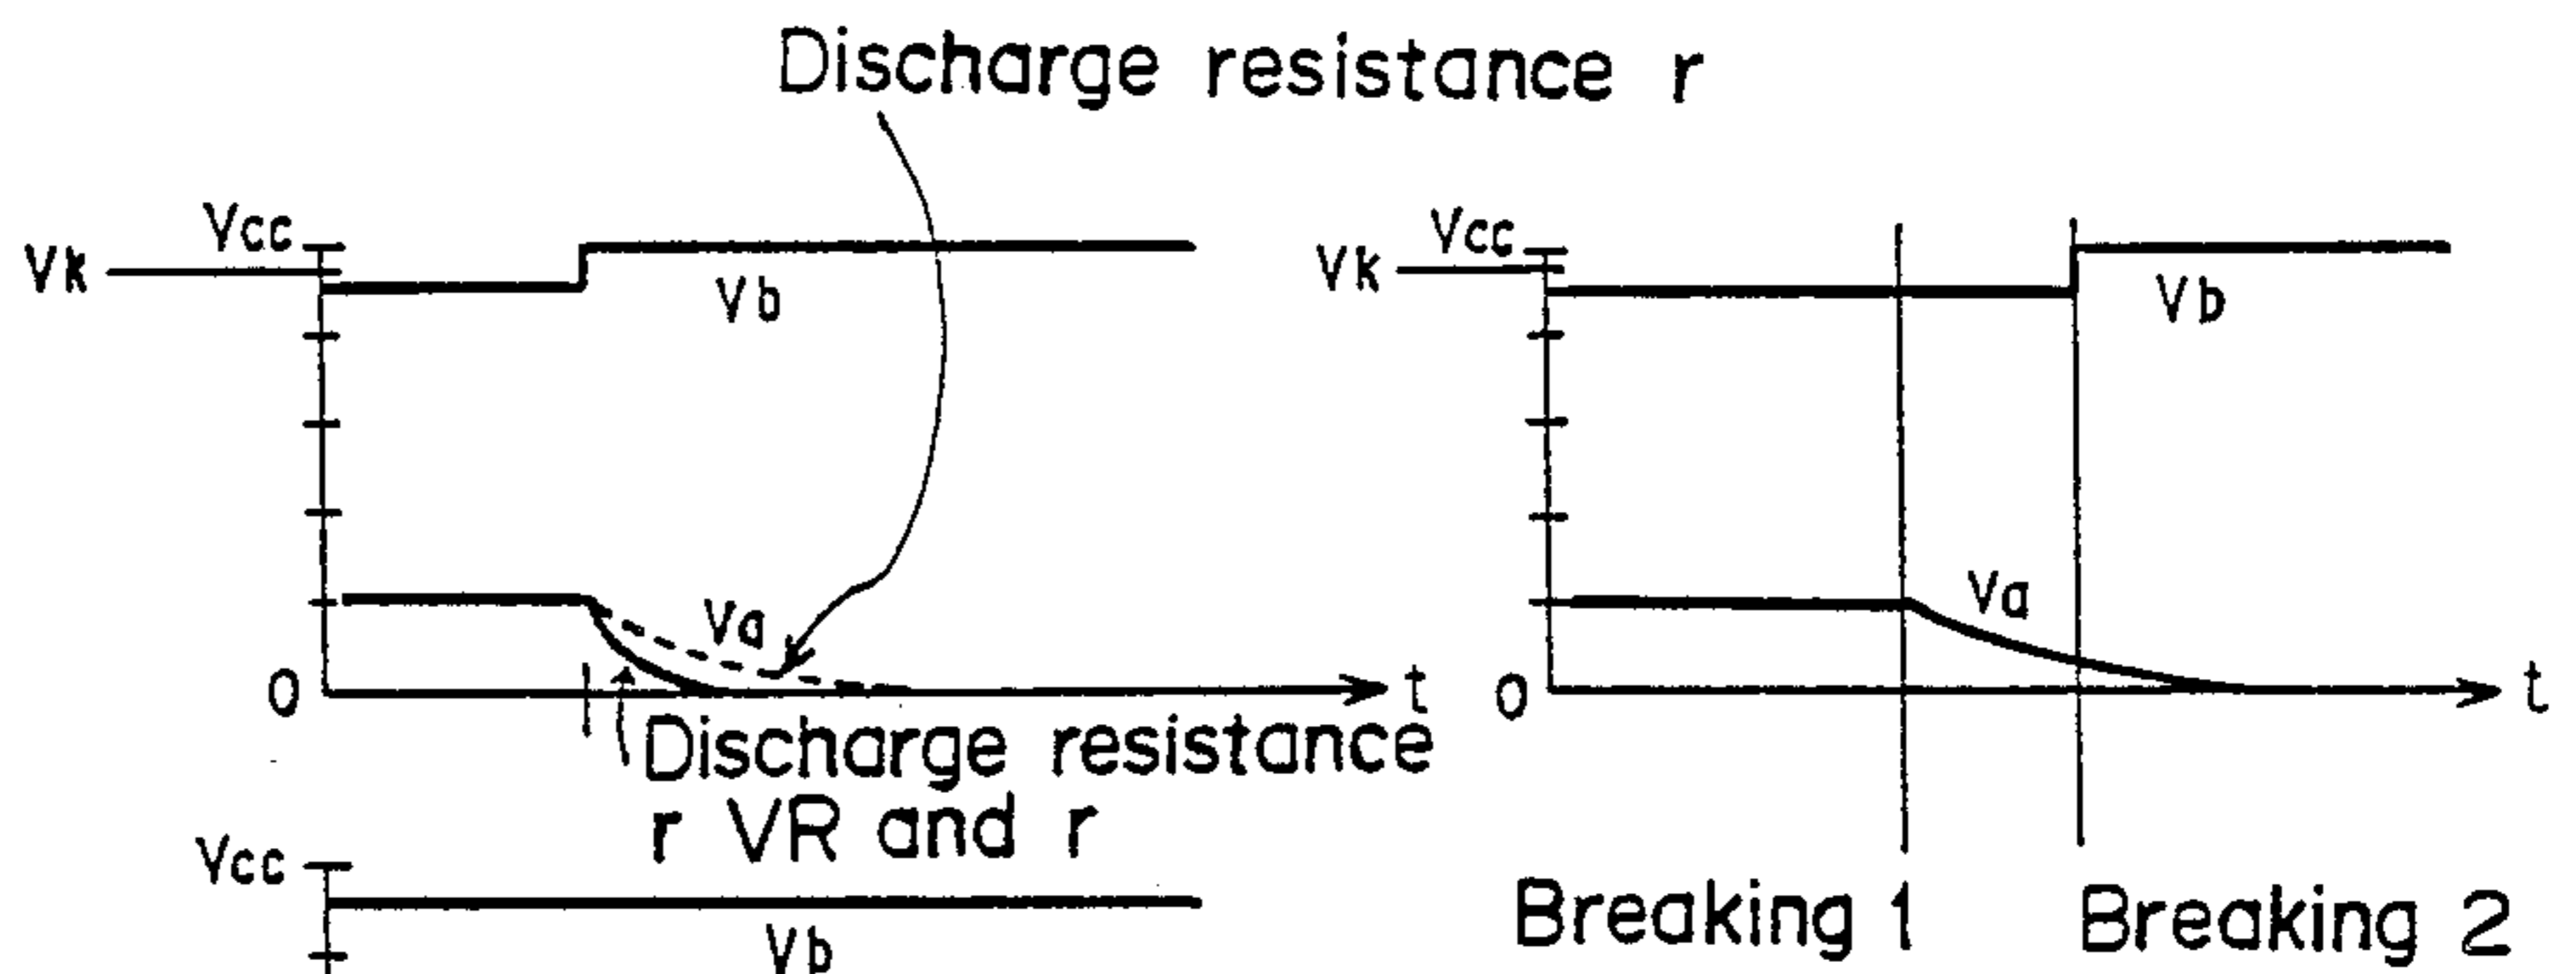 Discharge resistance r
Vcc
Vk
Vb
Va
0
t
Discharge resistance
r VR and r
Vcc
Vk
Vb
Va
0
t
Breaking 1
Breaking 2
Vcc
Vb